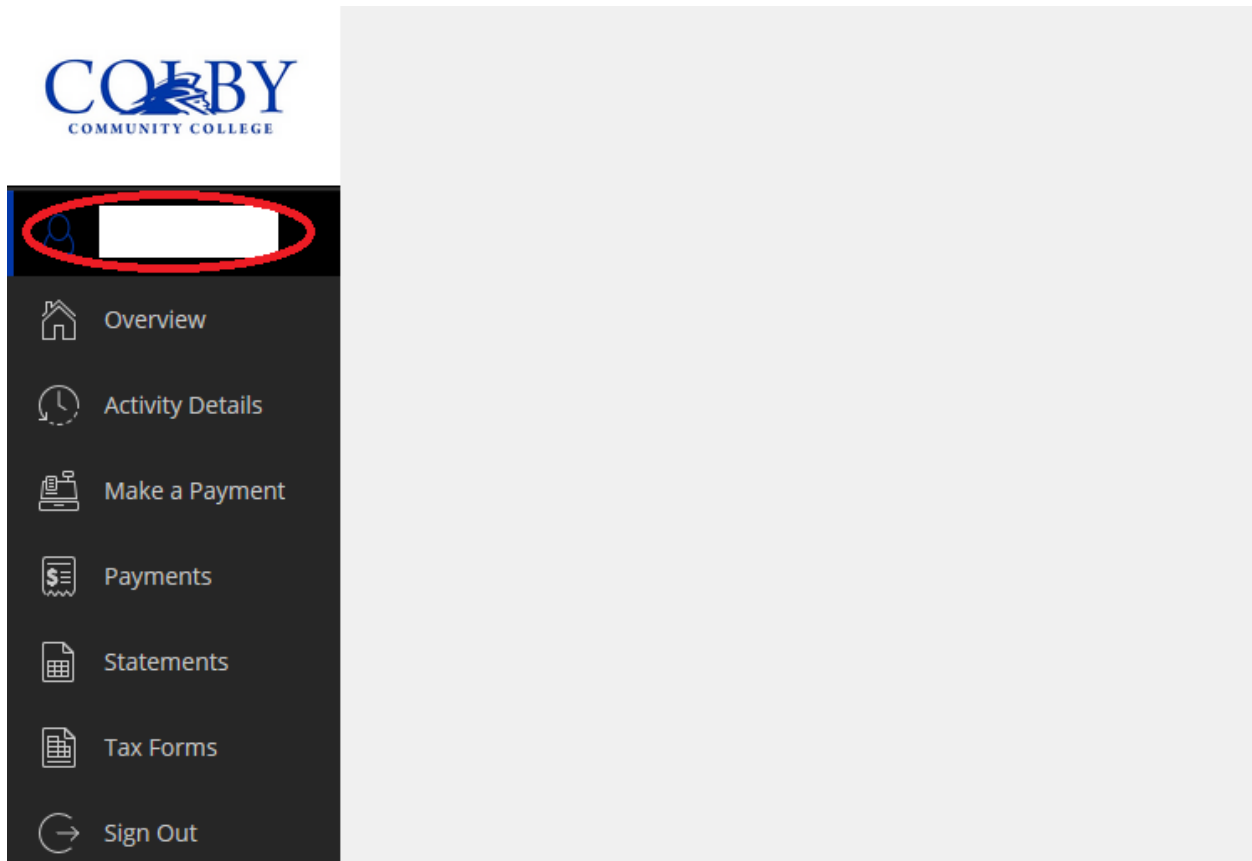 COLBY
COMMUNITY COLLEGE
Overview
Activity Details
Make a Payment
Payments
Statements
Tax Forms
Sign Out